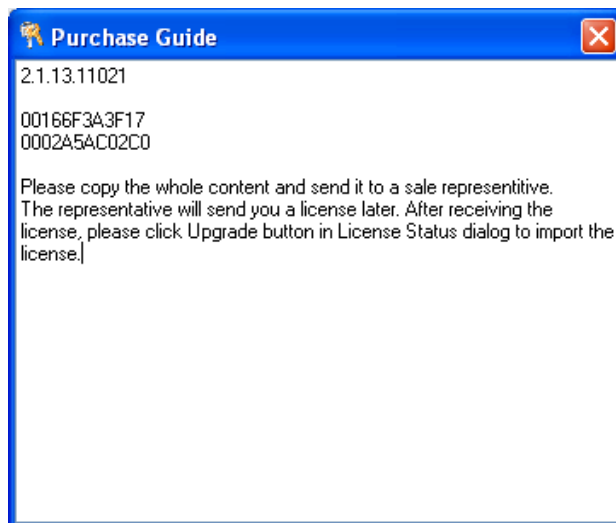 Purchase Guide
2.1.13.11021
00166F3A3F17
0002A5AC02C0
Please copy the whole content and send it to a sale representitive.
The representative will send you a license later. After receiving the
license, please click Upgrade button in License Status dialog to import the
license.